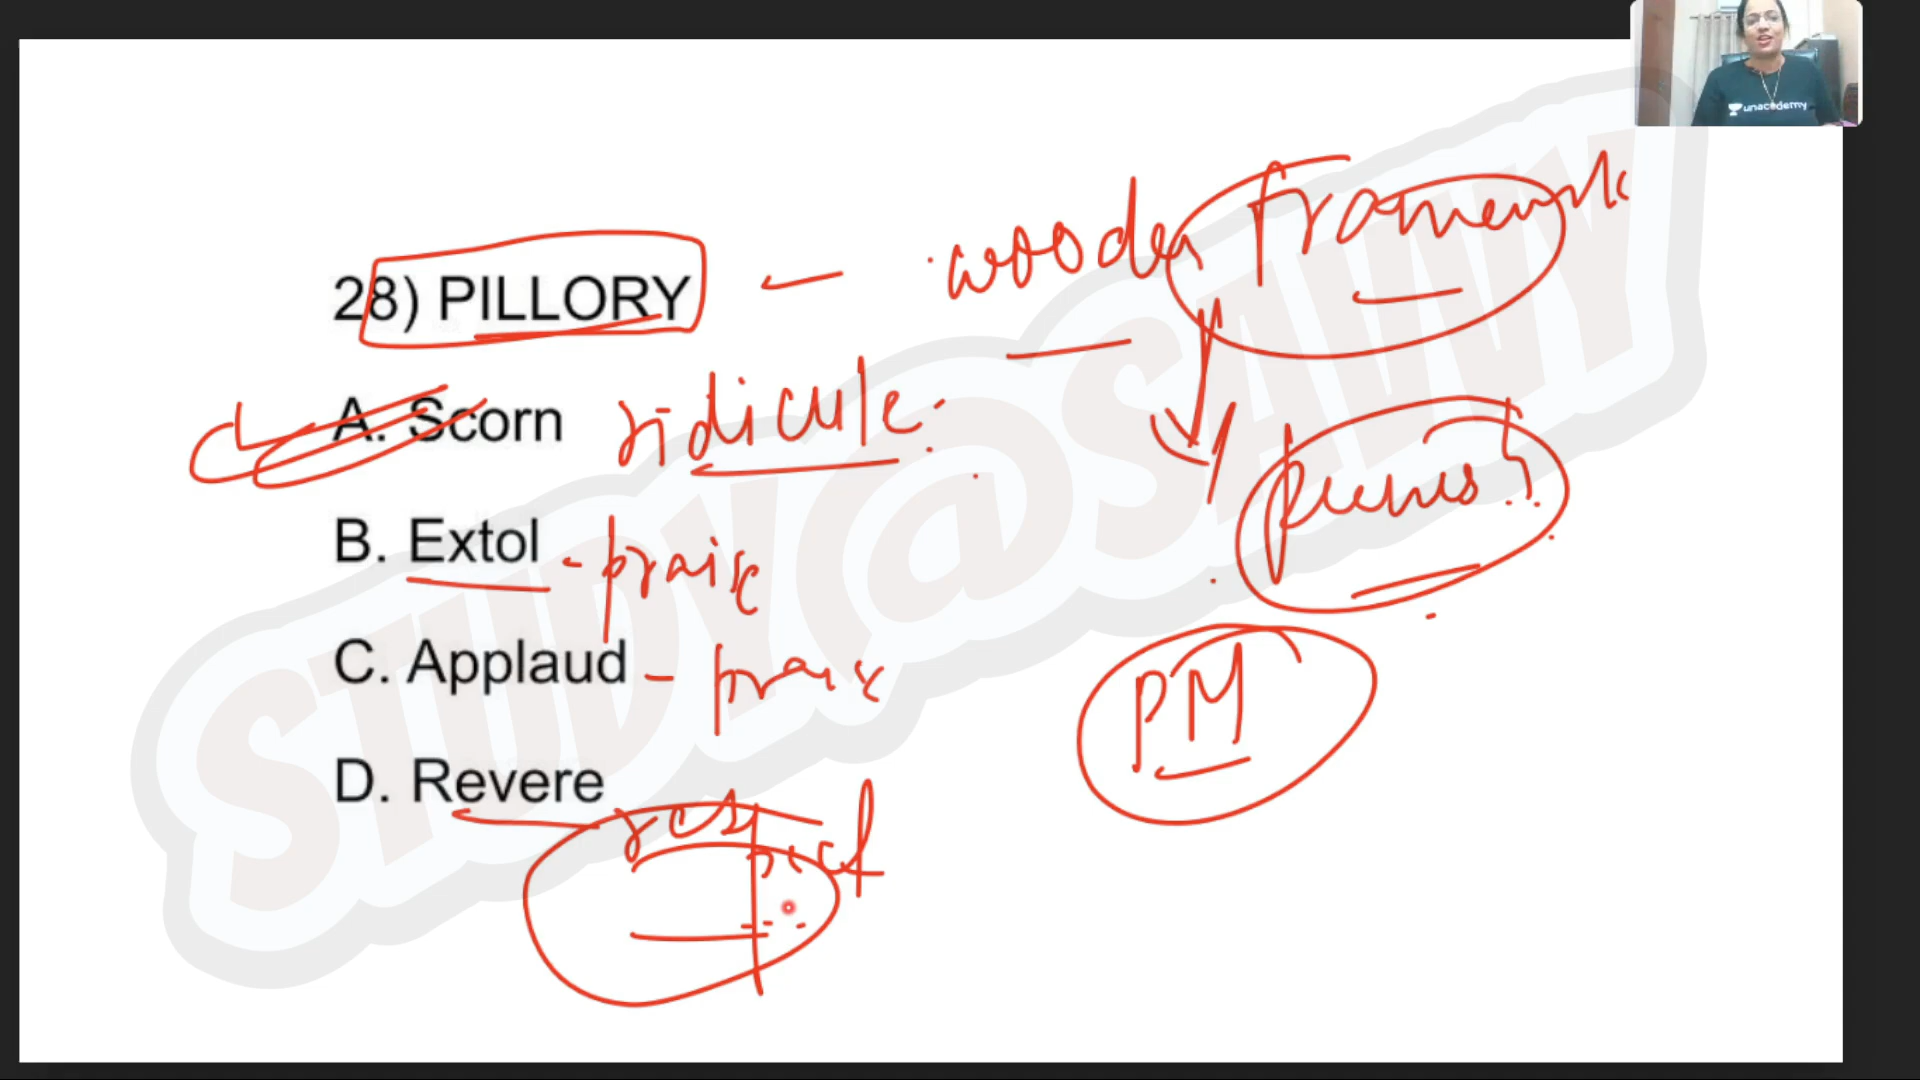 unacademy
wooden framework
28) PILLORY -
A. Scorn ridicule
punish
B. Extol - praise
C. Applaud - praise
PM
D. Revere
respect
STUDY@SAVVY